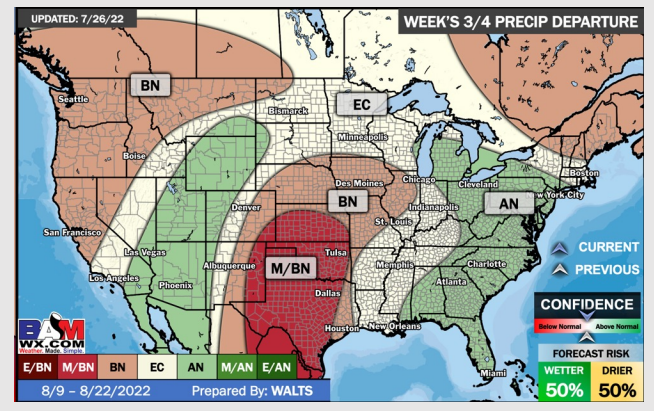 UPDATED: 7/26/22
WEEK'S 3/4 PRECIP DEPARTURE
BN
EC
Seattle
Bismarck
Minneapolis
Boise
Des Moines
Chicago
Cleveland
Boston
New York City
BN
AN
Denver
Indianapolis
St. Louis
San Francisco
Las Vegas
Los Angeles
Albuquerque
Tulsa
M/BN
Memphis
Charlotte
Phoenix
Dallas
Atlanta
Houston
New Orleans
Miami
CURRENT
PREVIOUS
CONFIDENCE
Below Normal
Above Normal
FORECAST RISK
WETTER
50%
DRIER
50%
BAM
WX.COM
Weather. Made. Simple.
E/BN M/BN BN EC AN M/AN E/AN
8/9 – 8/22/2022 Prepared By: WALTS